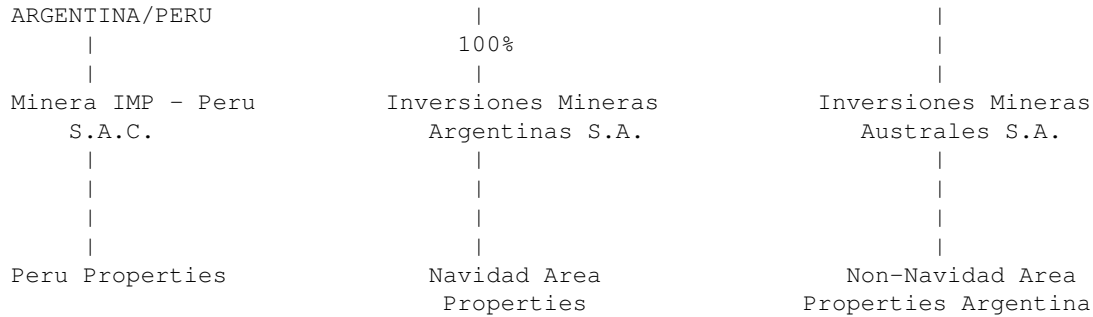 ARGENTINA/PERU
100%
Minera IMP - Peru Inversiones Mineras Inversiones Mineras
S.A.C. Argentinas S.A. Australes S.A.
Peru Properties Navidad Area Non-Navidad Area
Properties Properties Argentina